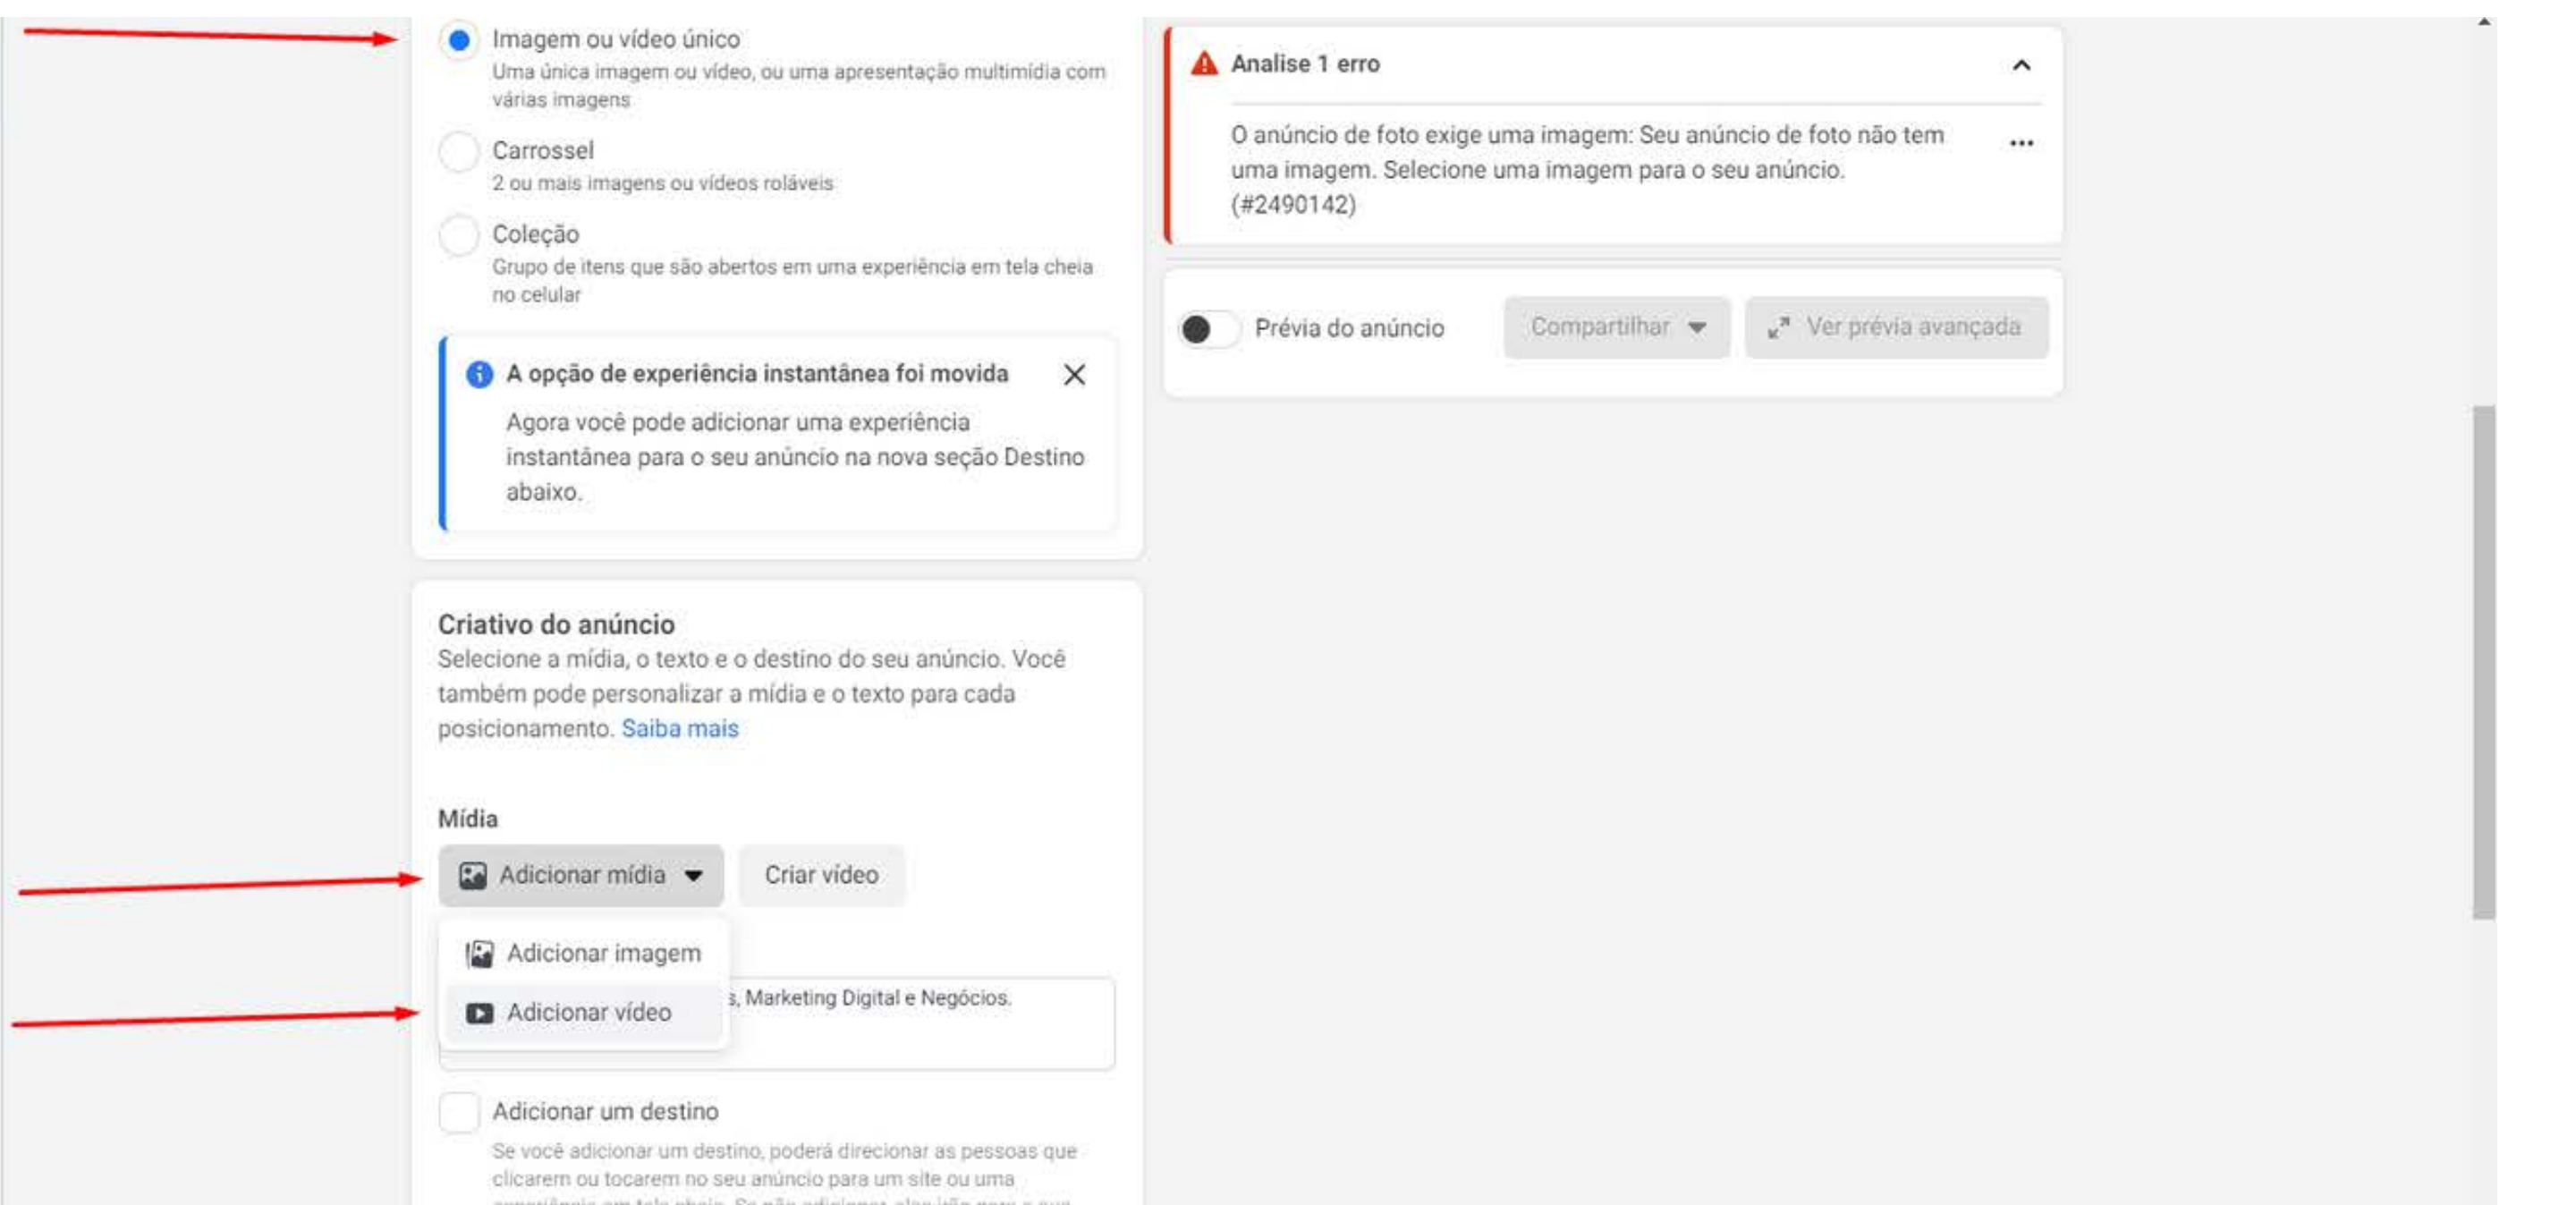 Imagem ou vídeo único
Uma única imagem ou vídeo, ou uma apresentação multimídia com
várias imagens
Carrossel
2 ou mais imagens ou vídeos roláveis
Coleção
Grupo de itens que são abertos em uma experiência em tela cheia
no celular
A opção de experiência instantânea foi movida
Agora você pode adicionar uma experiência
instantânea para o seu anúncio na nova seção Destino
abaixo.
Criativo do anúncio
Selecione a mídia, o texto e o destino do seu anúncio. Você
também pode personalizar a mídia e o texto para cada
posicionamento. Saiba mais
Mídia
Adicionar mídia
Criar vídeo
Adicionar imagem
Adicionar vídeo
s, Marketing Digital e Negócios.
Adicionar um destino
Se você adicionar um destino, poderá direcionar as pessoas que
clicarem ou tocarem no seu anúncio para um site ou uma
Analise 1 erro
O anúncio de foto exige uma imagem: Seu anúncio de foto não tem
uma imagem. Selecione uma imagem para o seu anúncio.
(#2490142)
Prévia do anúncio
Compartilhar
Ver prévia avançada